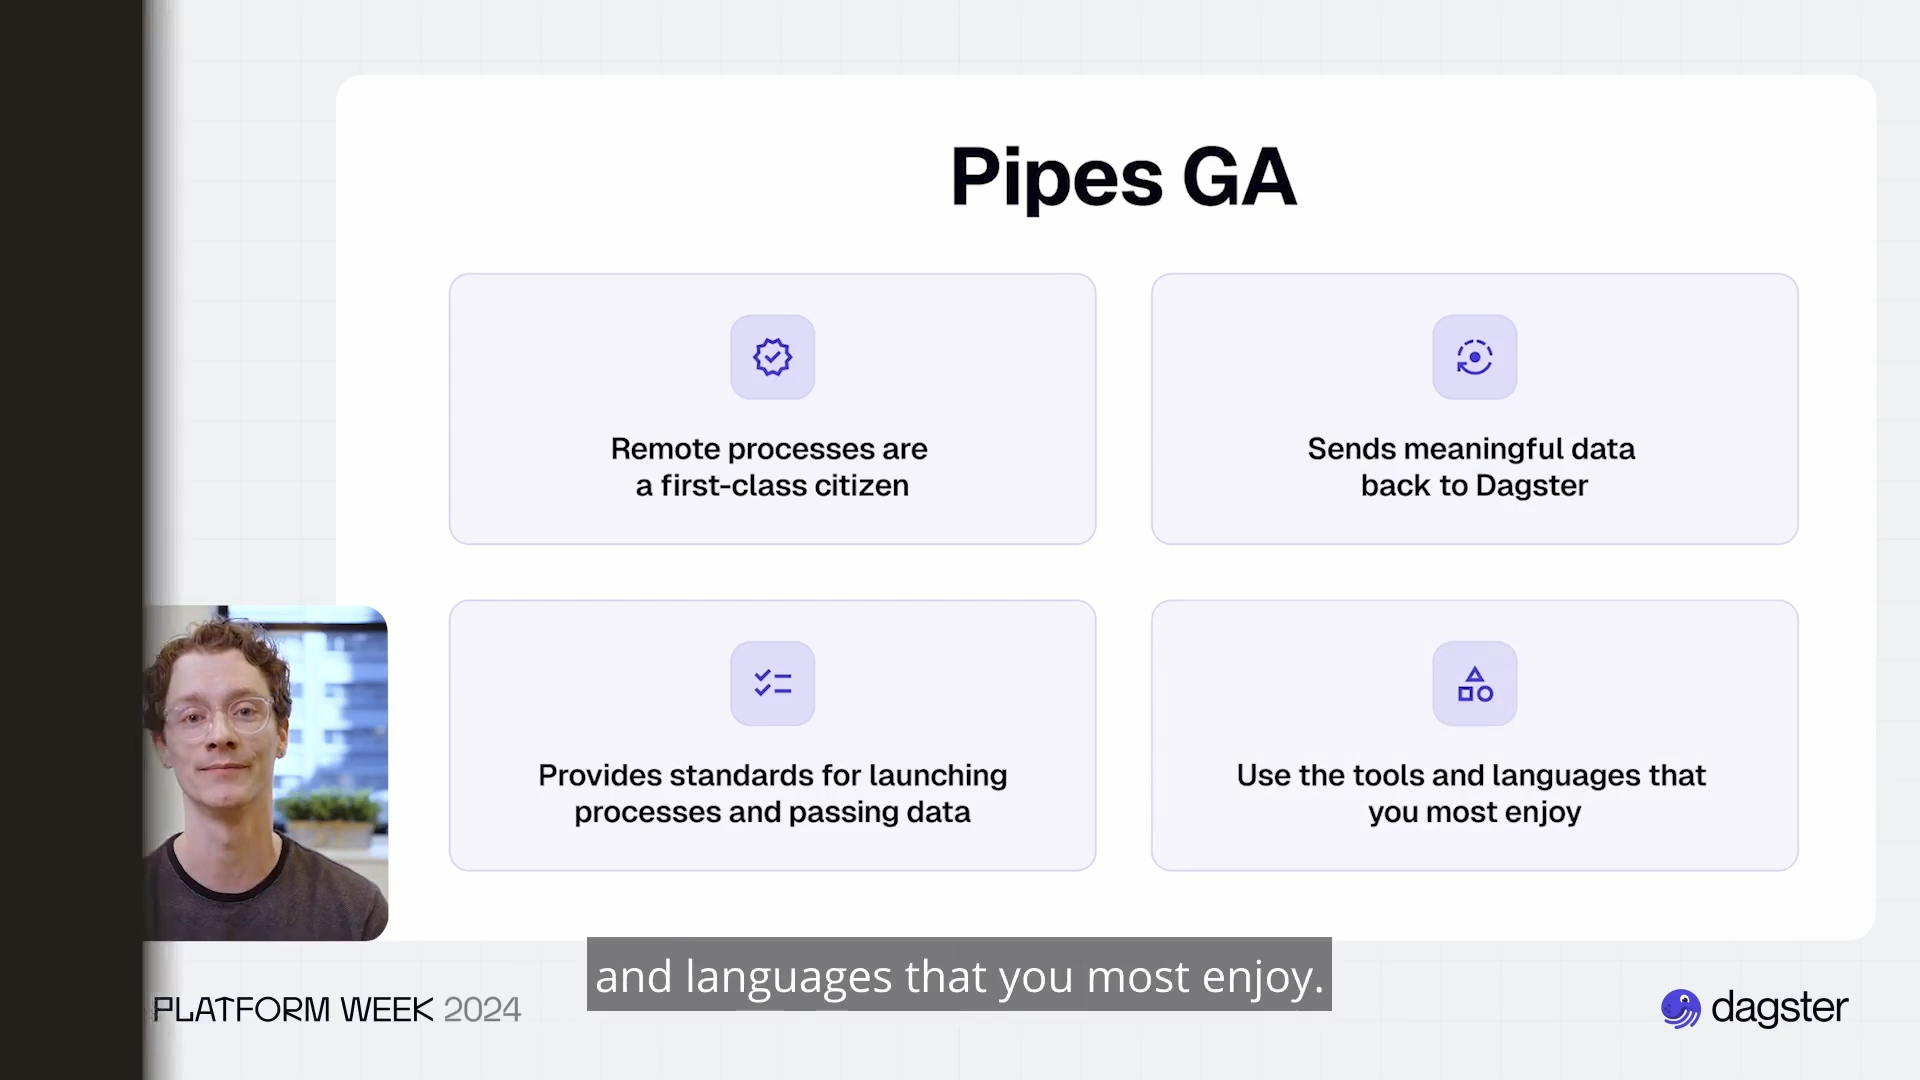 Pipes GA
Remote processes are
a first-class citizen
Sends meaningful data
back to Dagster
Provides standards for launching
processes and passing data
Use the tools and languages that
you most enjoy
and languages that you most enjoy.
PLATFORM WEEK 2024
dagster